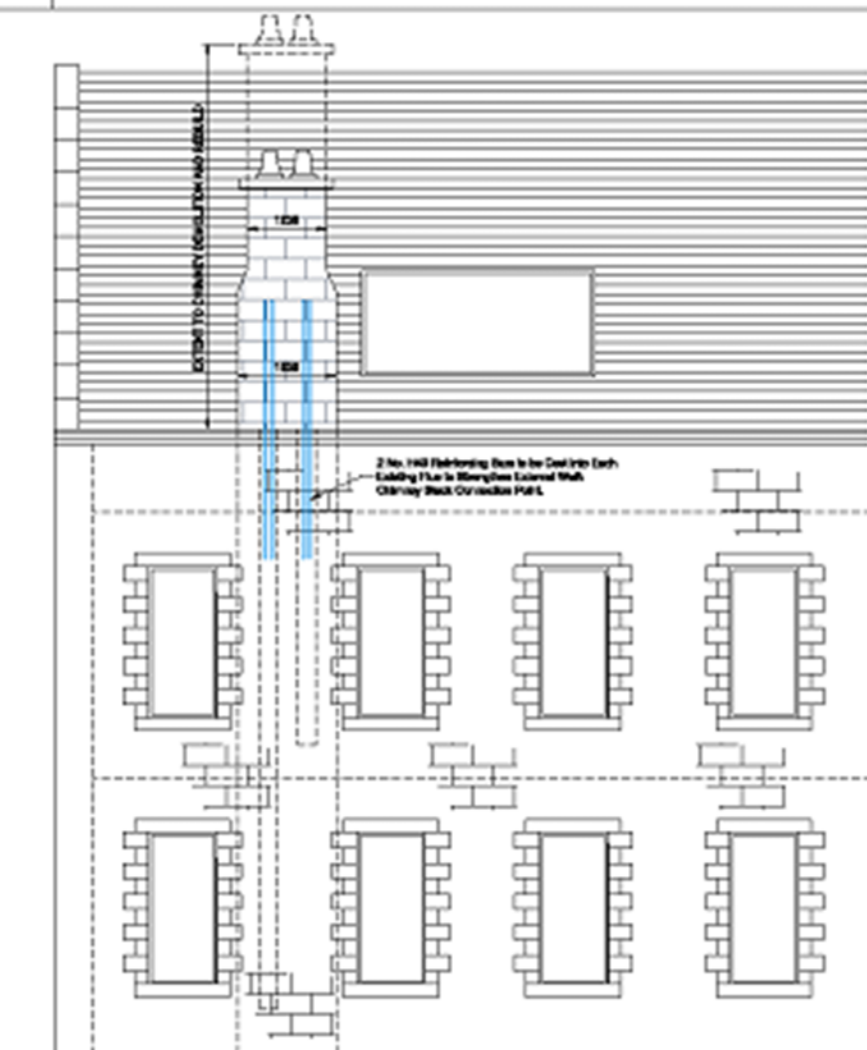 EXTENT TO CHIMNEY DEMOLITION AND REBUILD
2 No. Reinforcing Bars to be Cast into Each
Existing Flue to Strengthen External Wall
Chimney Stack Connection Point.